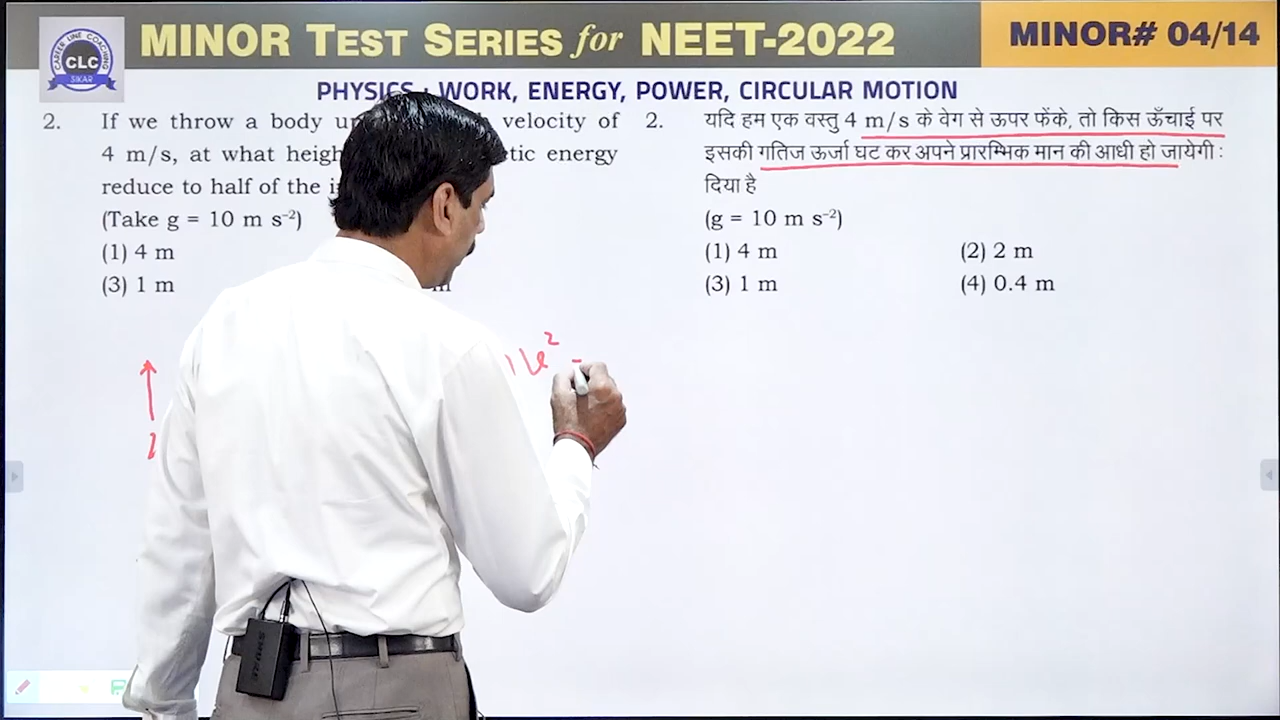 CAREER LINE COACHING
CLC
SIKAR
MINOR TEST SERIES for NEET-2022
MINOR# 04/14
PHYSICS : WORK, ENERGY, POWER, CIRCULAR MOTION
2. If we throw a body velocity of
4 m/s, at what energy
reduce to half of the
(Take g = 10 m s⁻²)
(1) 4 m
(3) 1 m
m
2. यदि हम एक वस्तु 4 m/s के वेग से ऊपर फेंके, तो किस ऊँचाई पर
इसकी गतिज ऊर्जा घट कर अपने प्रारम्भिक मान की आधी हो जायेगी :
दिया है
(g = 10 m s⁻²)
(1) 4 m (2) 2 m
(3) 1 m (4) 0.4 m